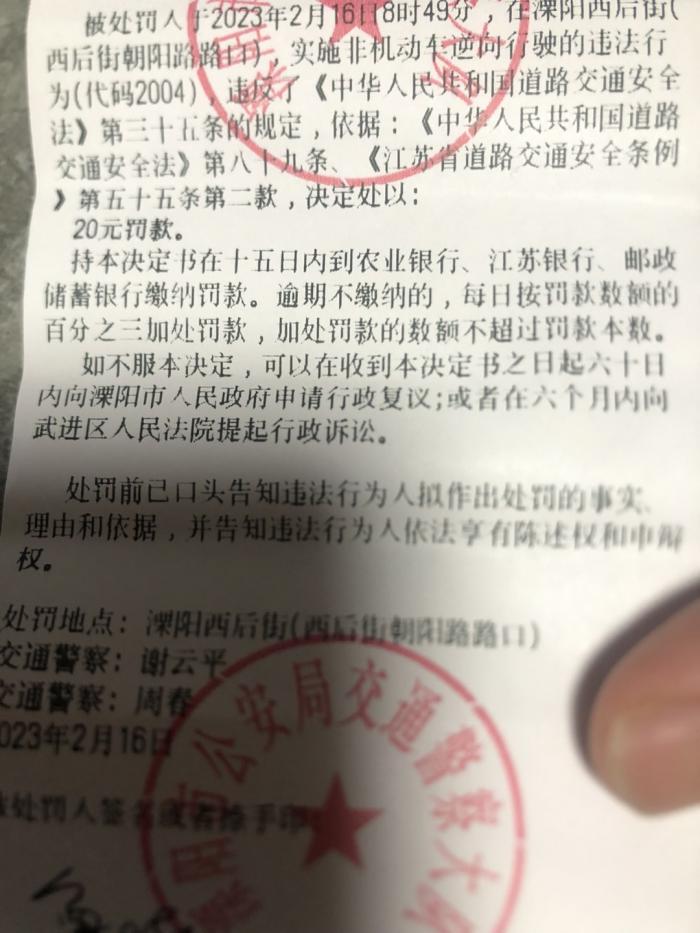 被处罚人于2023年2月16日8时49分，在溧阳西后街(
西后街朝阳路路口)，实施非机动车逆向行驶的违法行
为(代码2004)，违反了《中华人民共和国道路交通安全
法》第三十五条的规定，依据：《中华人民共和国道路
交通安全法》第八十九条、《江苏省道路交通安全条例
》第五十五条第二款，决定处以：
20元罚款。
持本决定书在十五日内到农业银行、江苏银行、邮政
储蓄银行缴纳罚款。逾期不缴纳的，每日按罚款数额的
百分之三加处罚款，加处罚款的数额不超过罚款本数。
如不服本决定，可以在收到本决定书之日起六十日
内向溧阳市人民政府申请行政复议;或者在六个月内向
武进区人民法院提起行政诉讼。
处罚前已口头告知违法行为人拟作出处罚的事实、
理由和依据，并告知违法行为人依法享有陈述权和申辩
权。
处罚地点：溧阳西后街(西后街朝阳路路口)
交通警察：谢云平
交通警察：周春
023年2月16日
被处罚人签名或者捺手印
溧阳市公安局交通警察大队